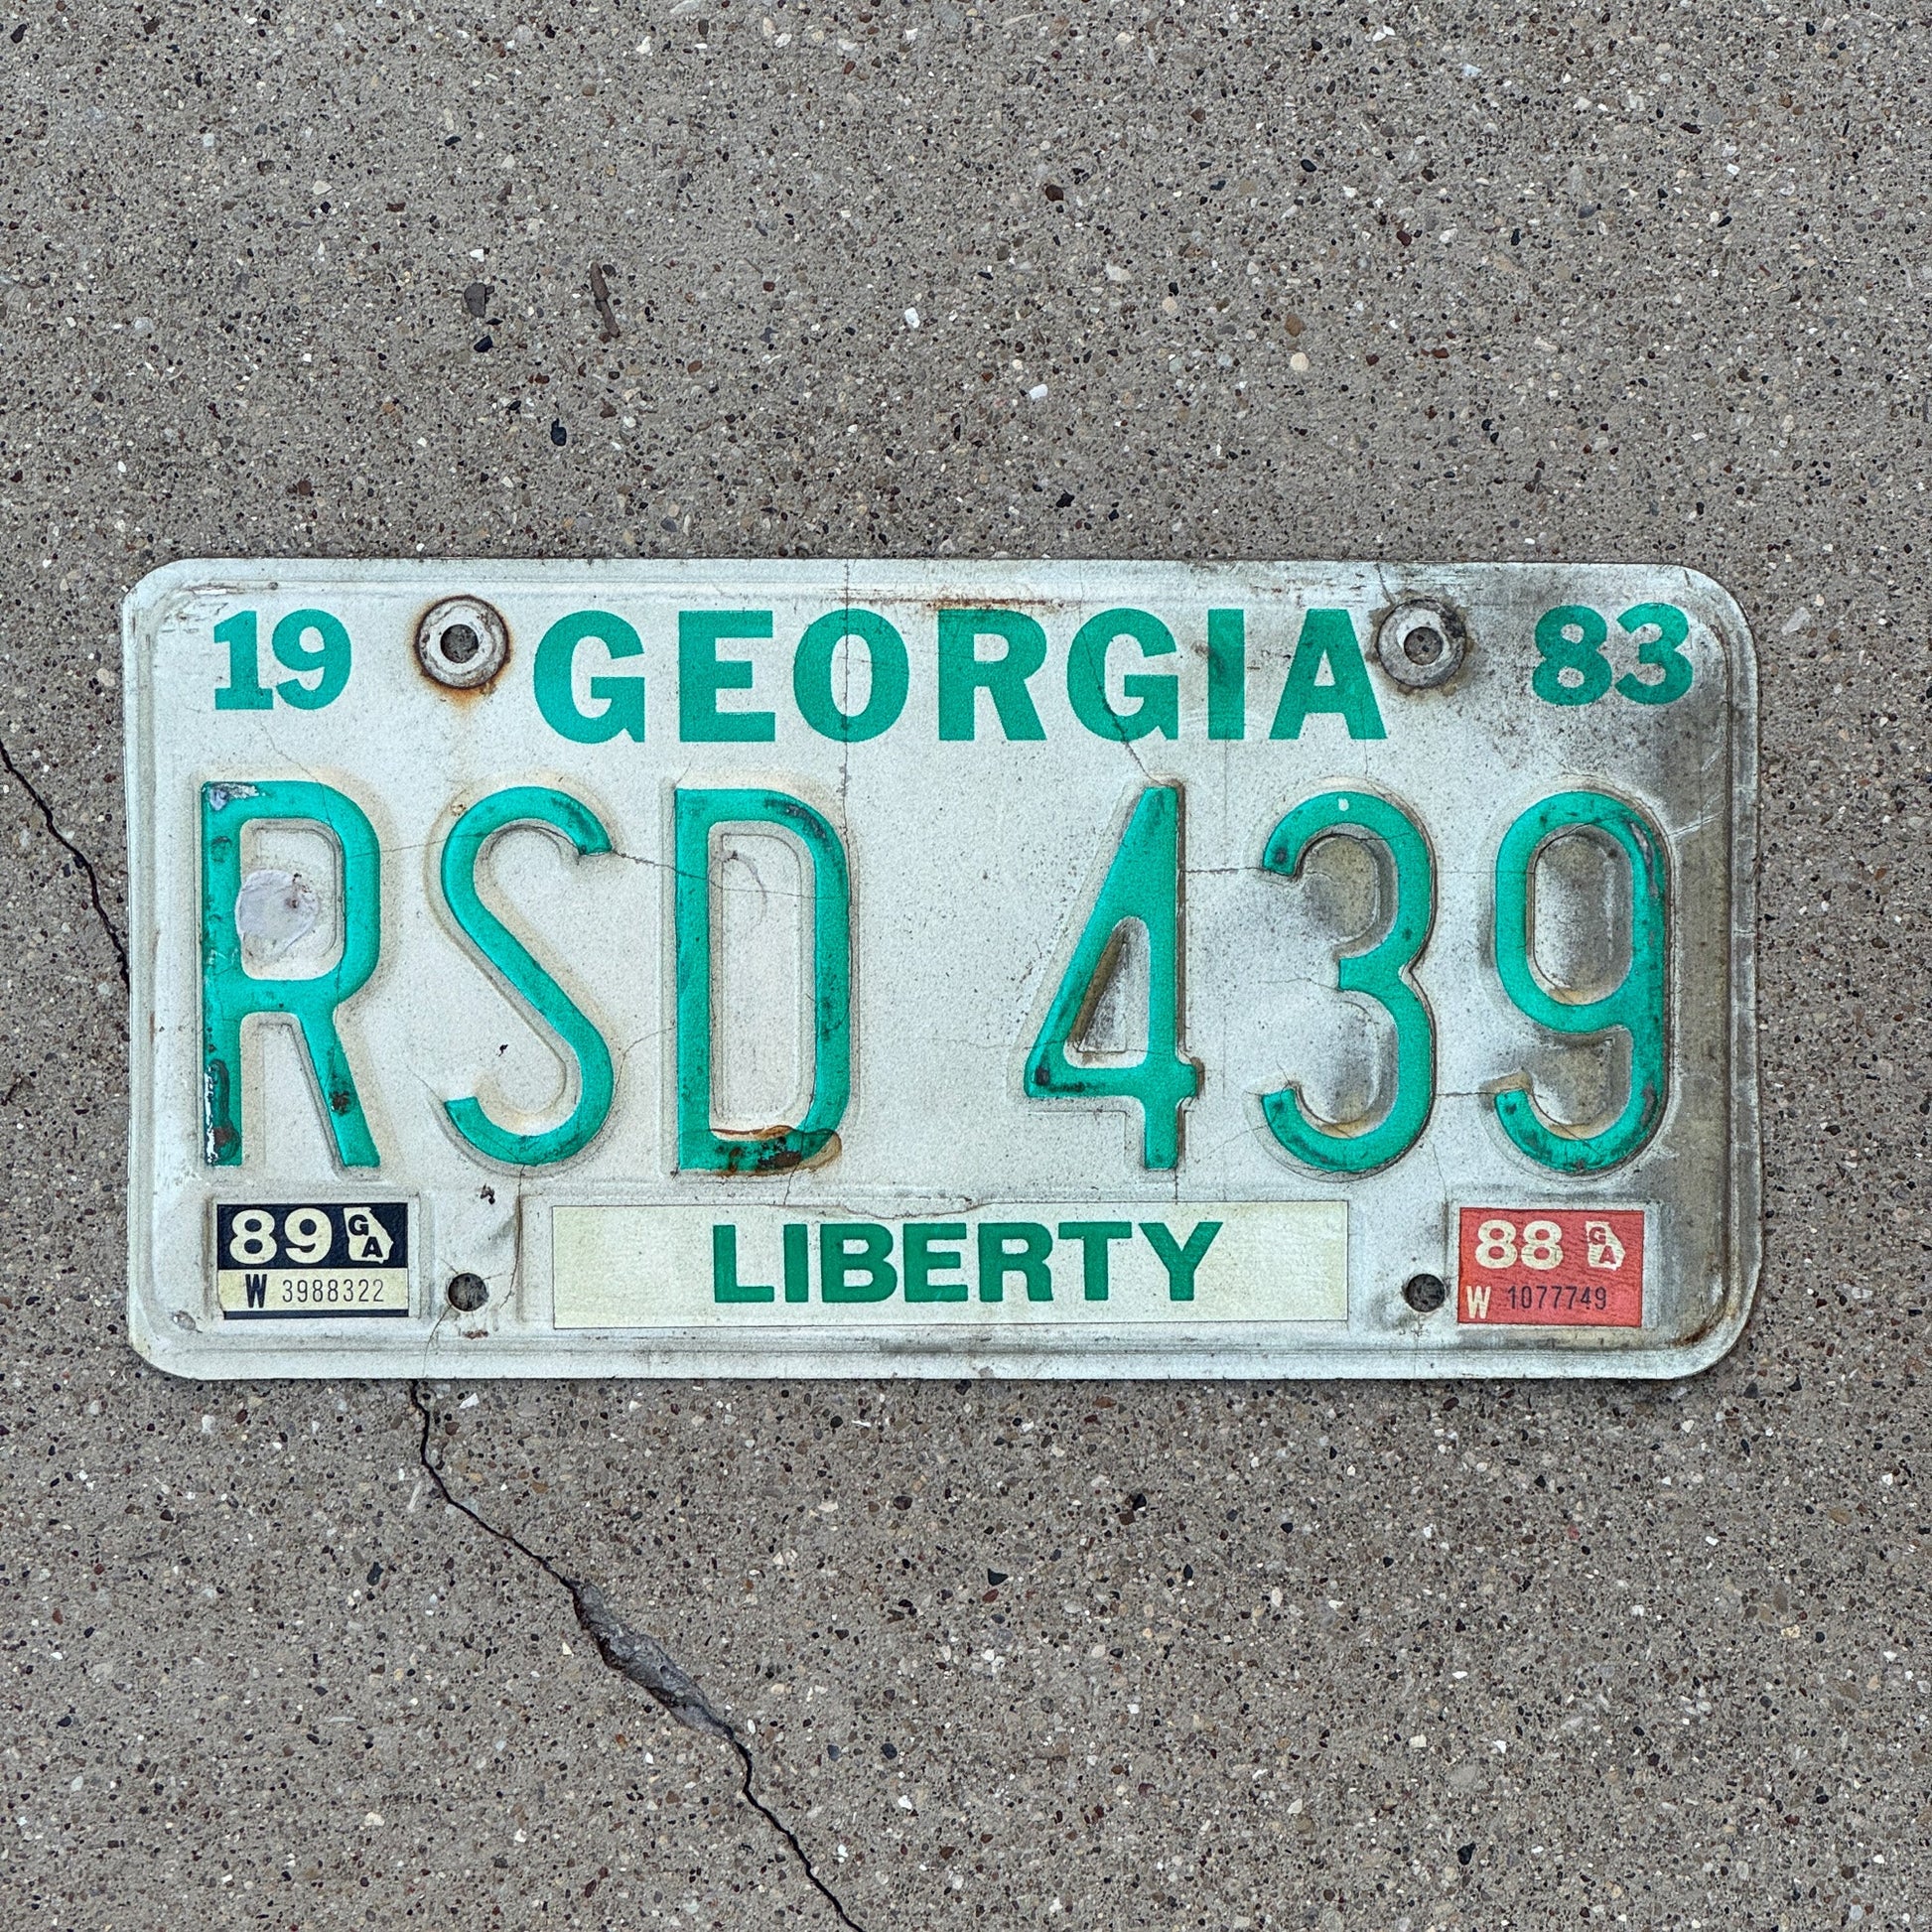 19 GEORGIA 83
RSD 439
89 GA
W 3988322
LIBERTY
88 GA
W 1077749